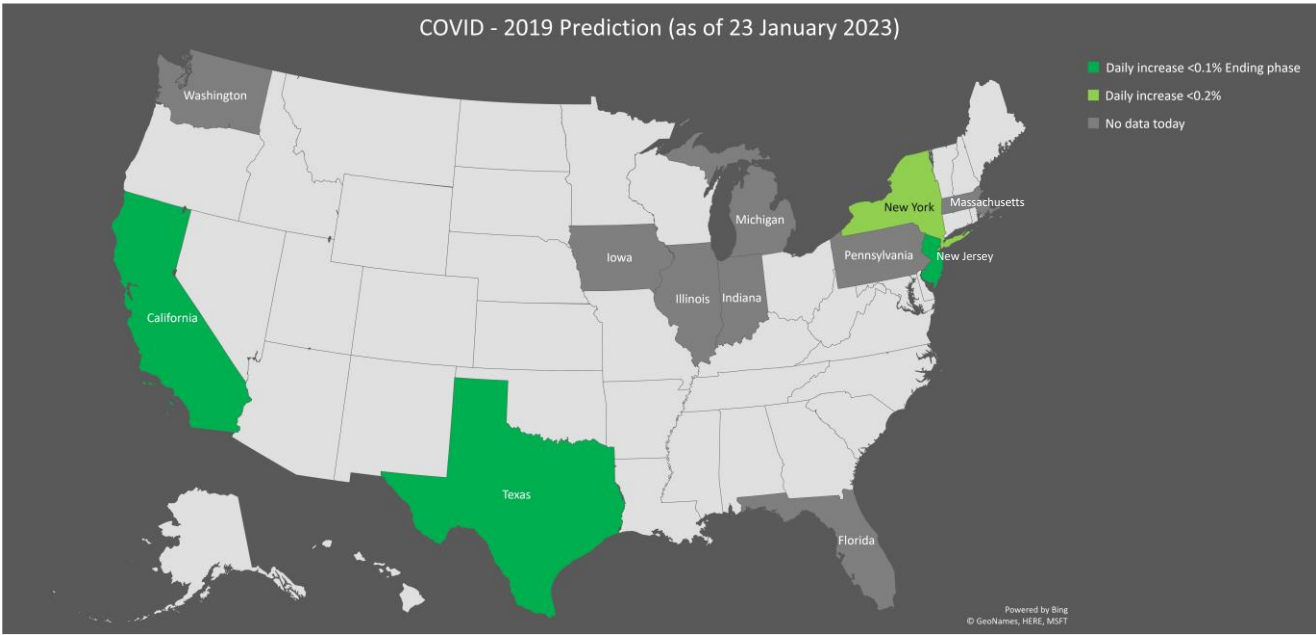 COVID - 2019 Prediction (as of 23 January 2023)
Daily increase <0.1% Ending phase
Daily increase <0.2%
No data today
Washington
Michigan
New York
Massachusetts
Iowa
Pennsylvania
New Jersey
Illinois
Indiana
California
Texas
Florida
Powered by Bing
© GeoNames, HERE, MSFT